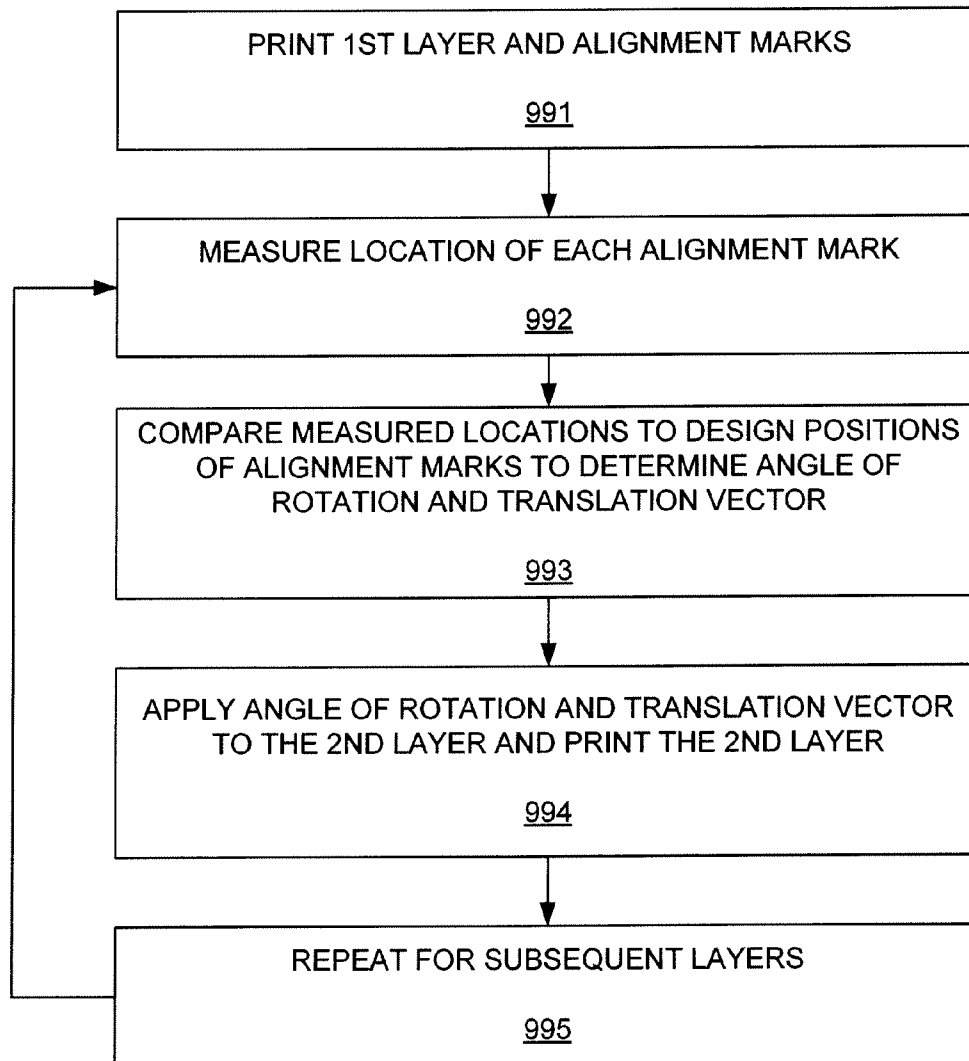 PRINT 1ST LAYER AND ALIGNMENT MARKS
991
MEASURE LOCATION OF EACH ALIGNMENT MARK
992
COMPARE MEASURED LOCATIONS TO DESIGN POSITIONS
OF ALIGNMENT MARKS TO DETERMINE ANGLE OF
ROTATION AND TRANSLATION VECTOR
993
APPLY ANGLE OF ROTATION AND TRANSLATION VECTOR
TO THE 2ND LAYER AND PRINT THE 2ND LAYER
994
REPEAT FOR SUBSEQUENT LAYERS
995